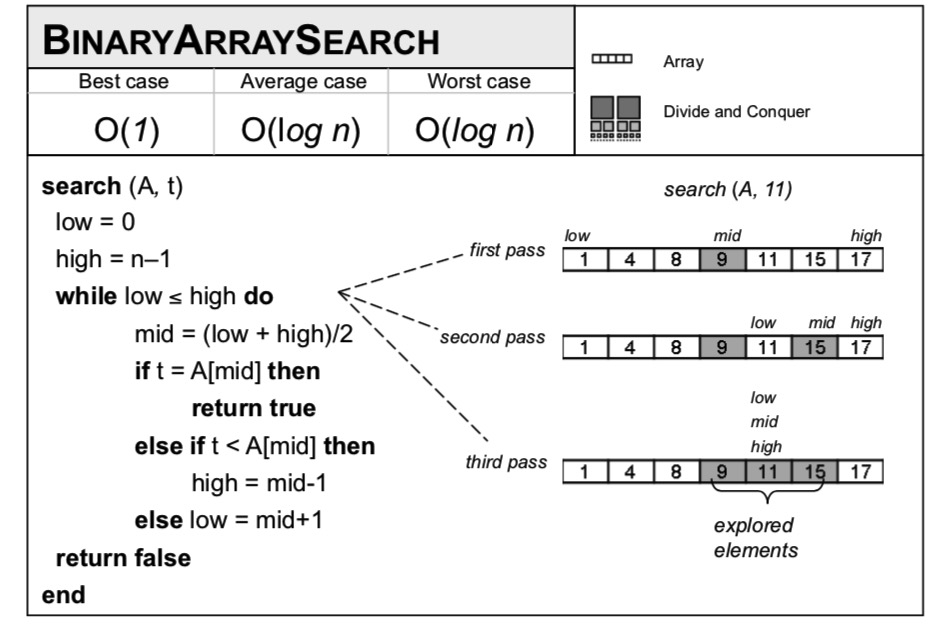 BINARYARRAYSEARCH
Best case Average case Worst case
O(1) O(log n) O(log n)
Array
Divide and Conquer
search (A, t)
low = 0
high = n–1
while low ≤ high do
mid = (low + high)/2
if t = A[mid] then
return true
else if t < A[mid] then
high = mid-1
else low = mid+1
return false
end
search (A, 11)
low mid high
first pass 1 4 8 9 11 15 17
low mid high
second pass 1 4 8 9 11 15 17
low
mid
high
third pass 1 4 8 9 11 15 17
explored
elements